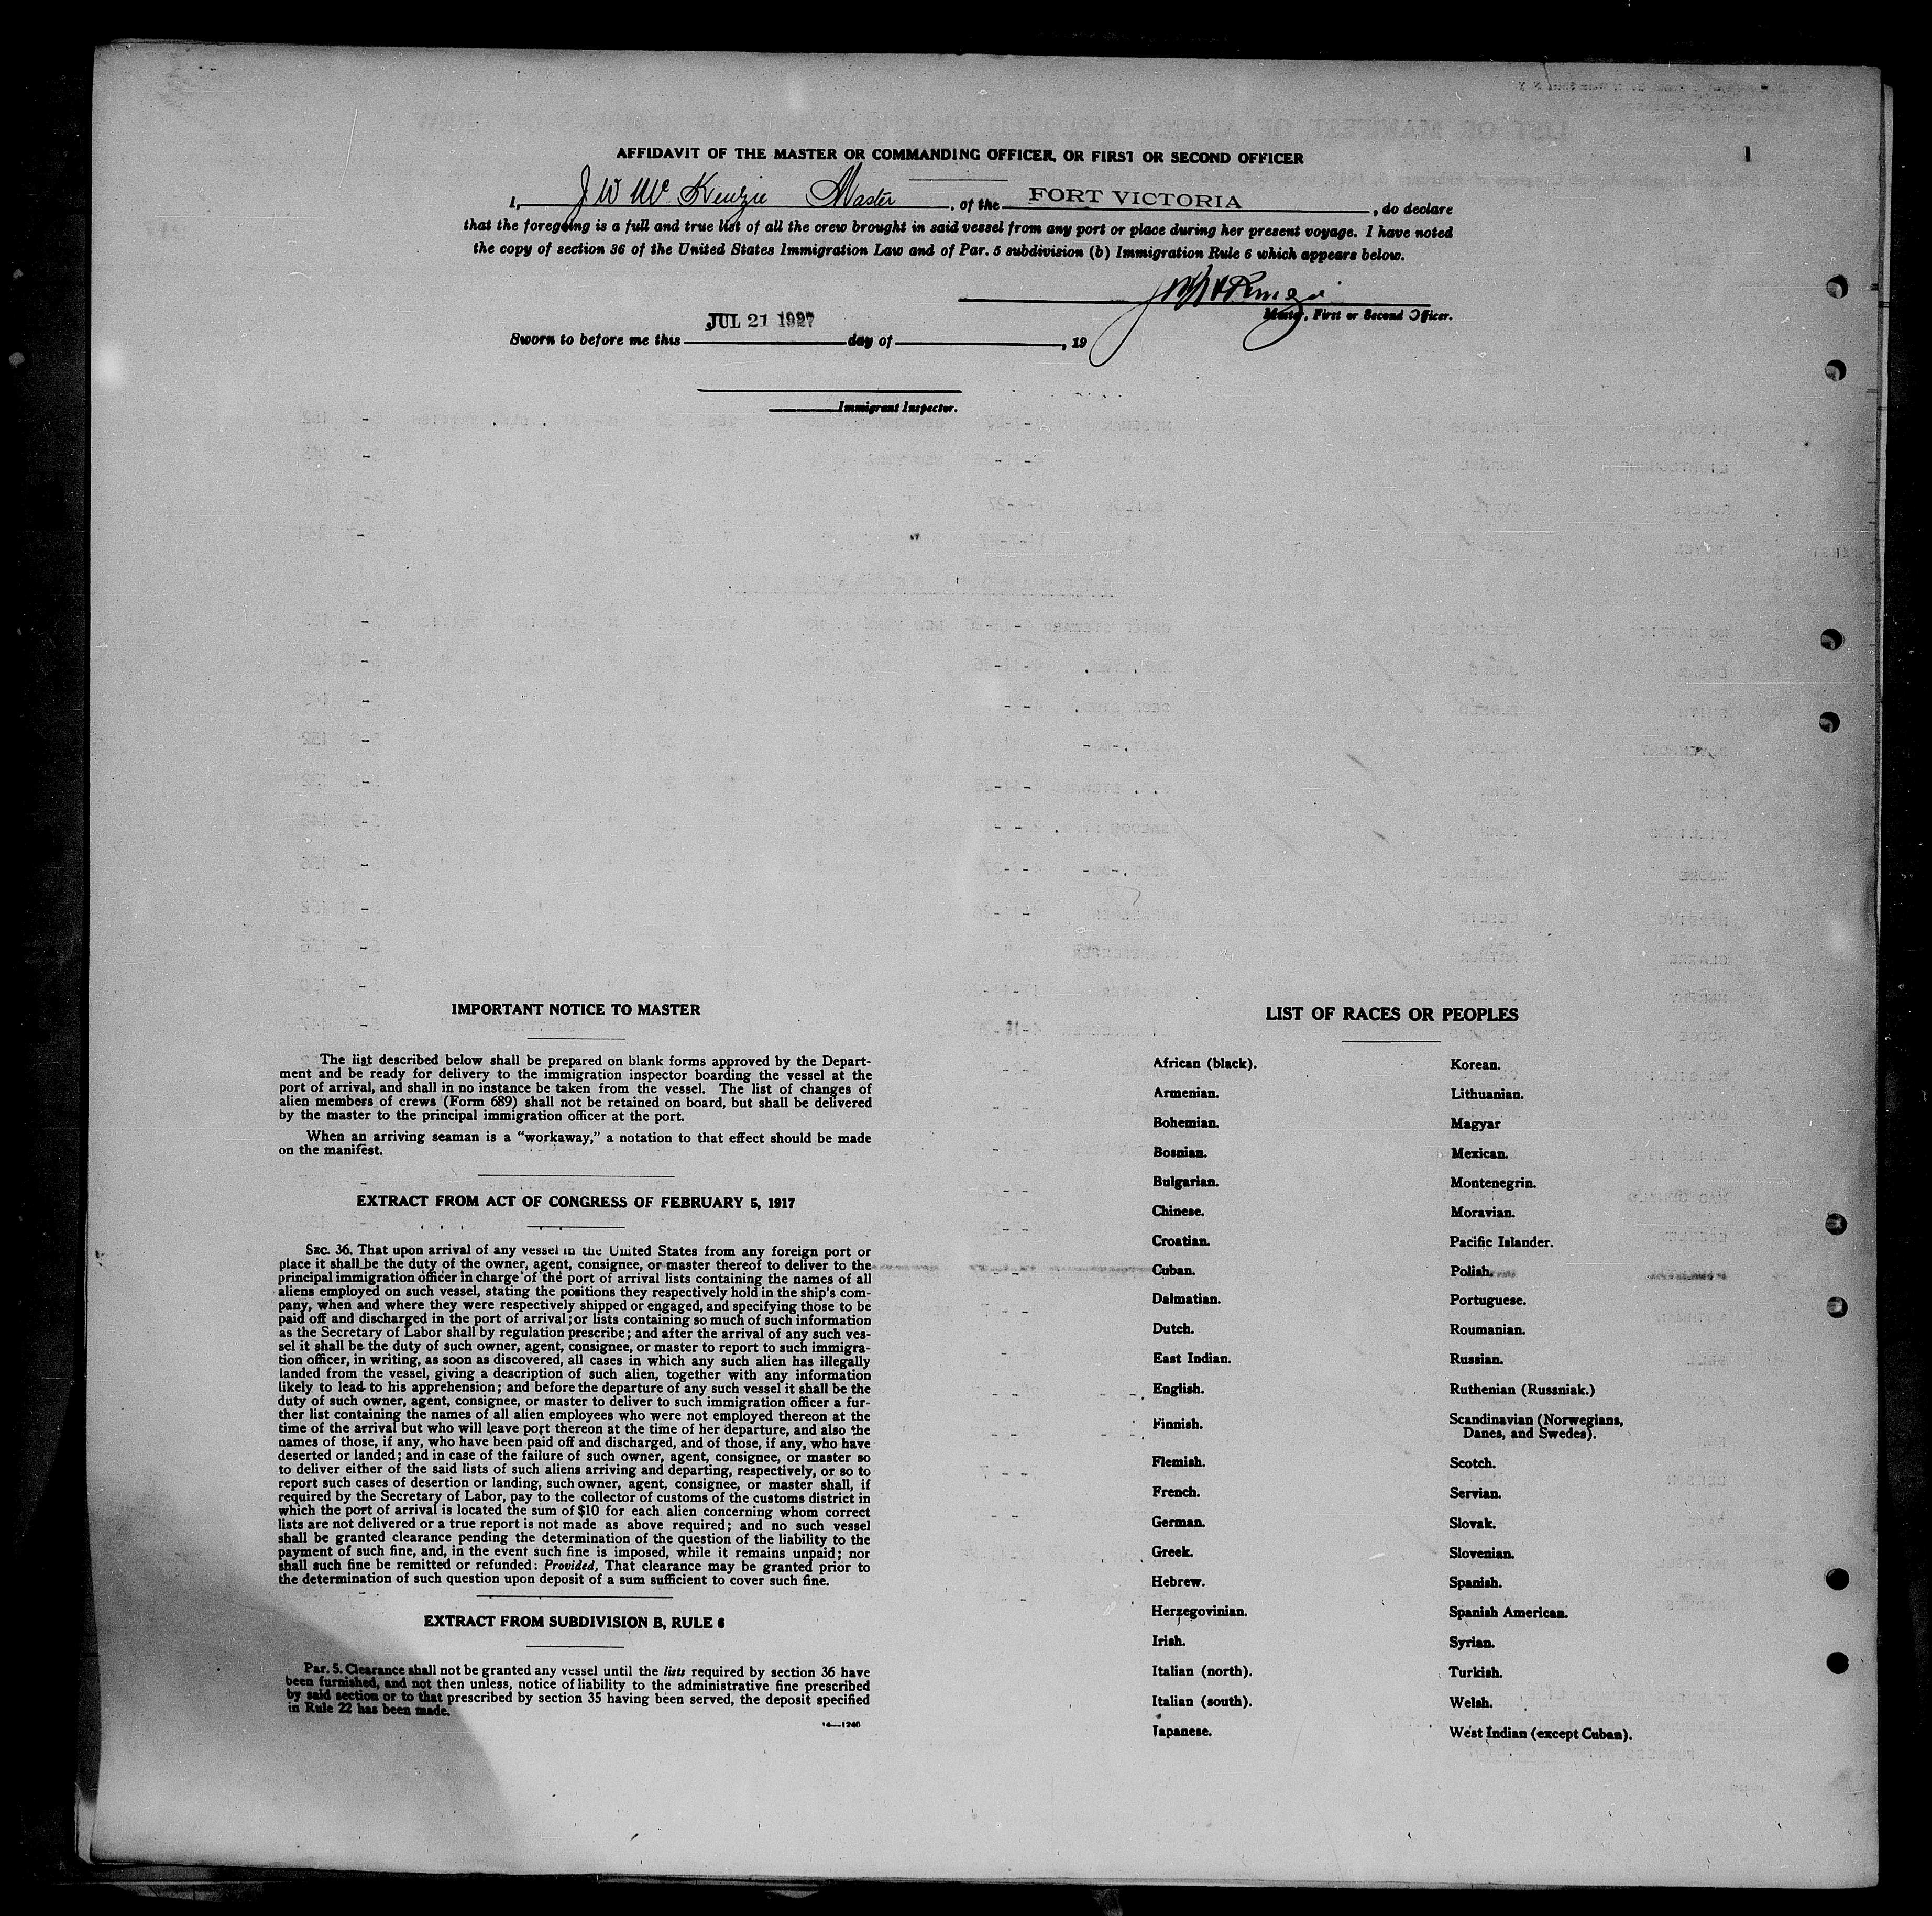 AFFIDAVIT OF THE MASTER OR COMMANDING OFFICER, OR FIRST OR SECOND OFFICER
I, J W McKenzie Master, of the FORT VICTORIA, do declare
that the foregoing is a full and true list of all the crew brought in said vessel from any port or place during her present voyage. I have noted
the copy of section 36 of the United States Immigration Law and of Par. 5 subdivision (b) Immigration Rule 6 which appears below.
JW McKenzie
Master, First or Second Officer.
JUL 21 1927
Sworn to before me this day of , 19
Immigrant Inspector.
IMPORTANT NOTICE TO MASTER
The list described below shall be prepared on blank forms approved by the Depart-
ment and be ready for delivery to the immigration inspector boarding the vessel at the
port of arrival, and shall in no instance be taken from the vessel. The list of changes of
alien members of crews (Form 689) shall not be retained on board, but shall be delivered
by the master to the principal immigration officer at the port.
When an arriving seaman is a "workaway," a notation to that effect should be made
on the manifest.
EXTRACT FROM ACT OF CONGRESS OF FEBRUARY 5, 1917
SEC. 36. That upon arrival of any vessel in the United States from any foreign port or
place it shall be the duty of the owner, agent, consignee, or master thereof to deliver to the
principal immigration officer in charge of the port of arrival lists containing the names of all
aliens employed on such vessel, stating the positions they respectively hold in the ship's com-
pany, when and where they were respectively shipped or engaged, and specifying those to be
paid off and discharged in the port of arrival; or lists containing so much of such information
as the Secretary of Labor shall by regulation prescribe; and after the arrival of any such ves-
sel it shall be the duty of such owner, agent, consignee, or master to report to such immigra-
tion officer, in writing, as soon as discovered, all cases in which any such alien has illegally
landed from the vessel, giving a description of such alien, together with any information
likely to lead to his apprehension; and before the departure of any such vessel it shall be the
duty of such owner, agent, consignee, or master to deliver to such immigration officer a fur-
ther list containing the names of all alien employees who were not employed thereon at the
time of the arrival but who will leave port thereon at the time of her departure, and also the
names of those, if any, who have been paid off and discharged, and of those, if any, who have
deserted or landed; and in case of the failure of such owner, agent, consignee, or master so
to deliver either of the said lists of such aliens arriving and departing, respectively, or so to
report such cases of desertion or landing, such owner, agent, consignee, or master shall, if
required by the Secretary of Labor, pay to the collector of customs of the customs district in
which the port of arrival is located the sum of $10 for each alien concerning whom correct
lists are not delivered or a true report is not made as above required; and no such vessel
shall be granted clearance pending the determination of the question of the liability to the
payment of such fine, and, in the event such fine is imposed, while it remains unpaid; nor
shall such fine be remitted or refunded: Provided, That clearance may be granted prior to
the determination of such question upon deposit of a sum sufficient to cover such fine.
EXTRACT FROM SUBDIVISION B, RULE 6
Par. 5. Clearance shall not be granted any vessel until the lists required by section 36 have
been furnished, and not then unless, notice of liability to the administrative fine prescribed
by said section or to that prescribed by section 35 having been served, the deposit specified
in Rule 22 has been made.
14—1240
LIST OF RACES OR PEOPLES
African (black).
Armenian.
Bohemian.
Bosnian.
Bulgarian.
Chinese.
Croatian.
Cuban.
Dalmatian.
Dutch.
East Indian.
English.
Finnish.
Flemish.
French.
German.
Greek.
Hebrew.
Herzegovinian.
Irish.
Italian (north).
Italian (south).
Japanese.
Korean.
Lithuanian.
Magyar
Mexican.
Montenegrin.
Moravian.
Pacific Islander.
Polish.
Portuguese.
Roumanian.
Russian.
Ruthenian (Russniak.)
Scandinavian (Norwegians,
Danes, and Swedes).
Scotch.
Servian.
Slovak.
Slovenian.
Spanish.
Spanish American.
Syrian.
Turkish.
Welsh.
West Indian (except Cuban).